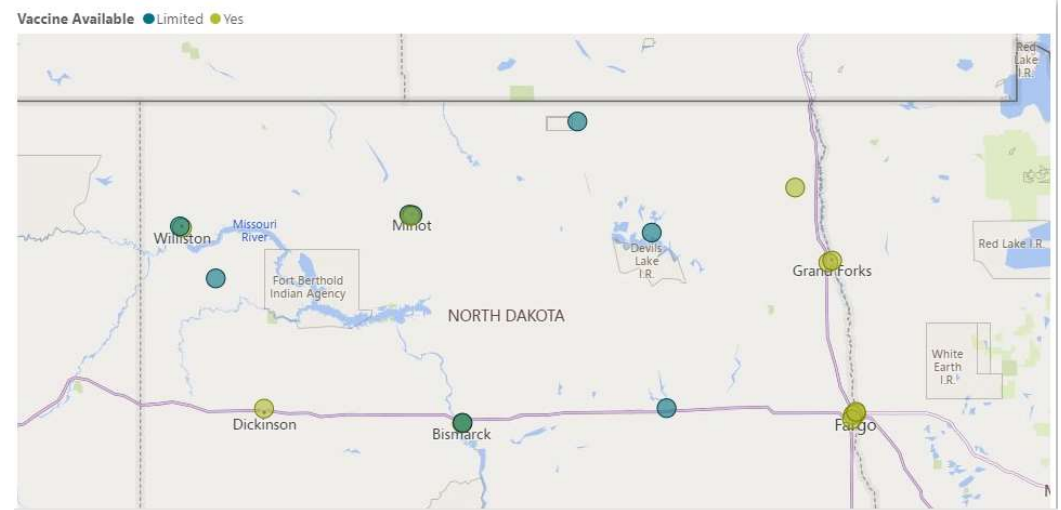 Vaccine Available Limited Yes
Red
Lake
I.R.
Missouri
River
Williston
Minot
Devils
Lake
I.R.
Red Lake I.R.
Grand Forks
Fort Berthold
Indian Agency
NORTH DAKOTA
White
Earth
I.R.
Dickinson
Bismarck
Fargo